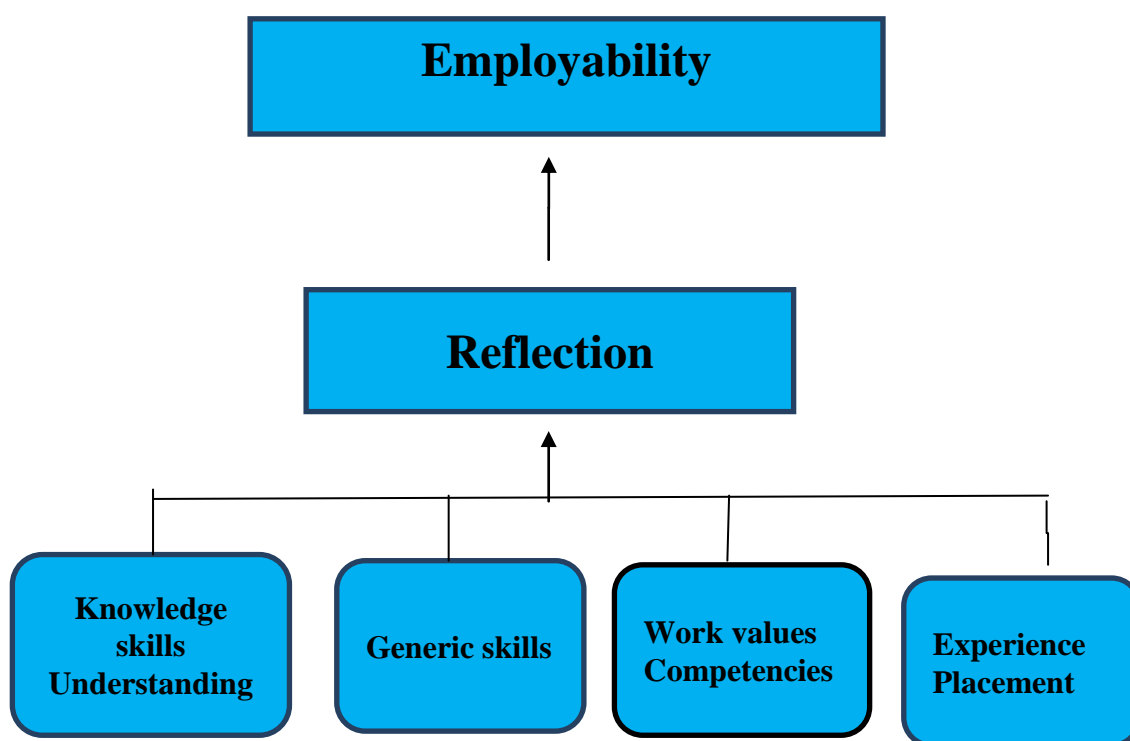 Employability
Reflection
Knowledge
skills
Understanding
Generic skills
Work values
Competencies
Experience
Placement